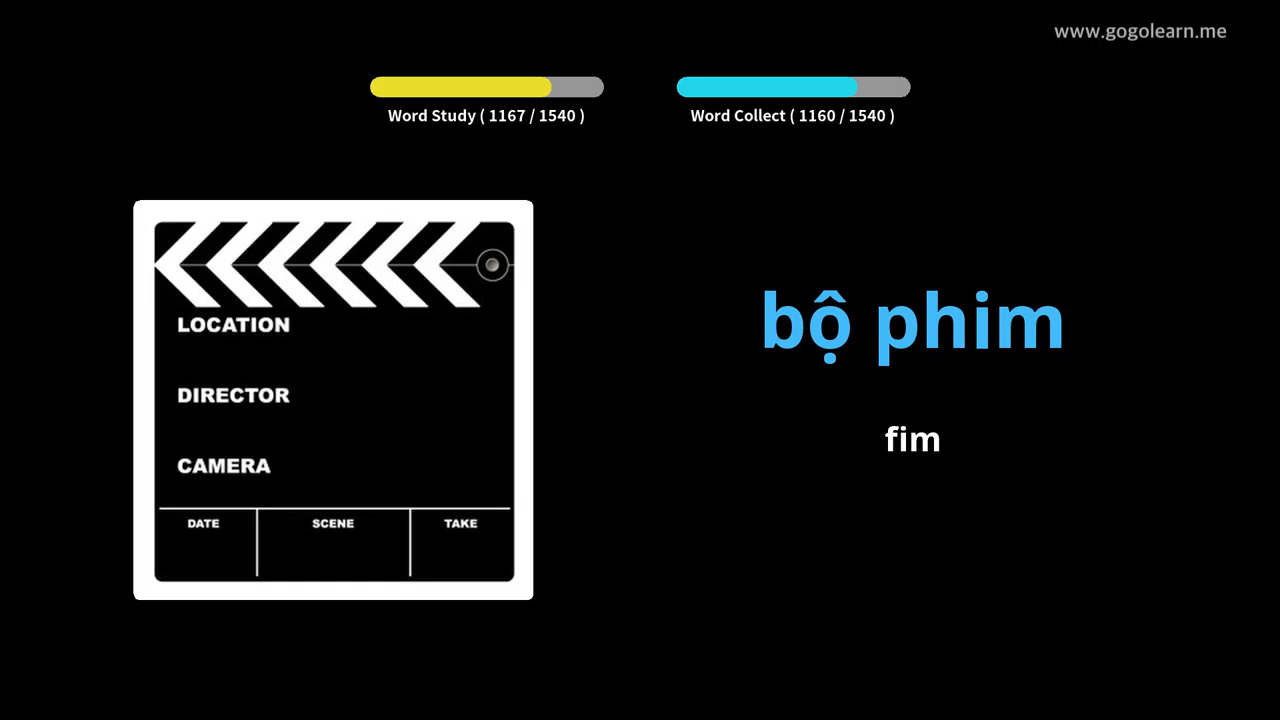 www.gogolearn.me
Word Study ( 1167 / 1540 )
Word Collect ( 1160 / 1540 )
LOCATION
DIRECTOR
CAMERA
DATE
SCENE
TAKE
bộ phim
fim